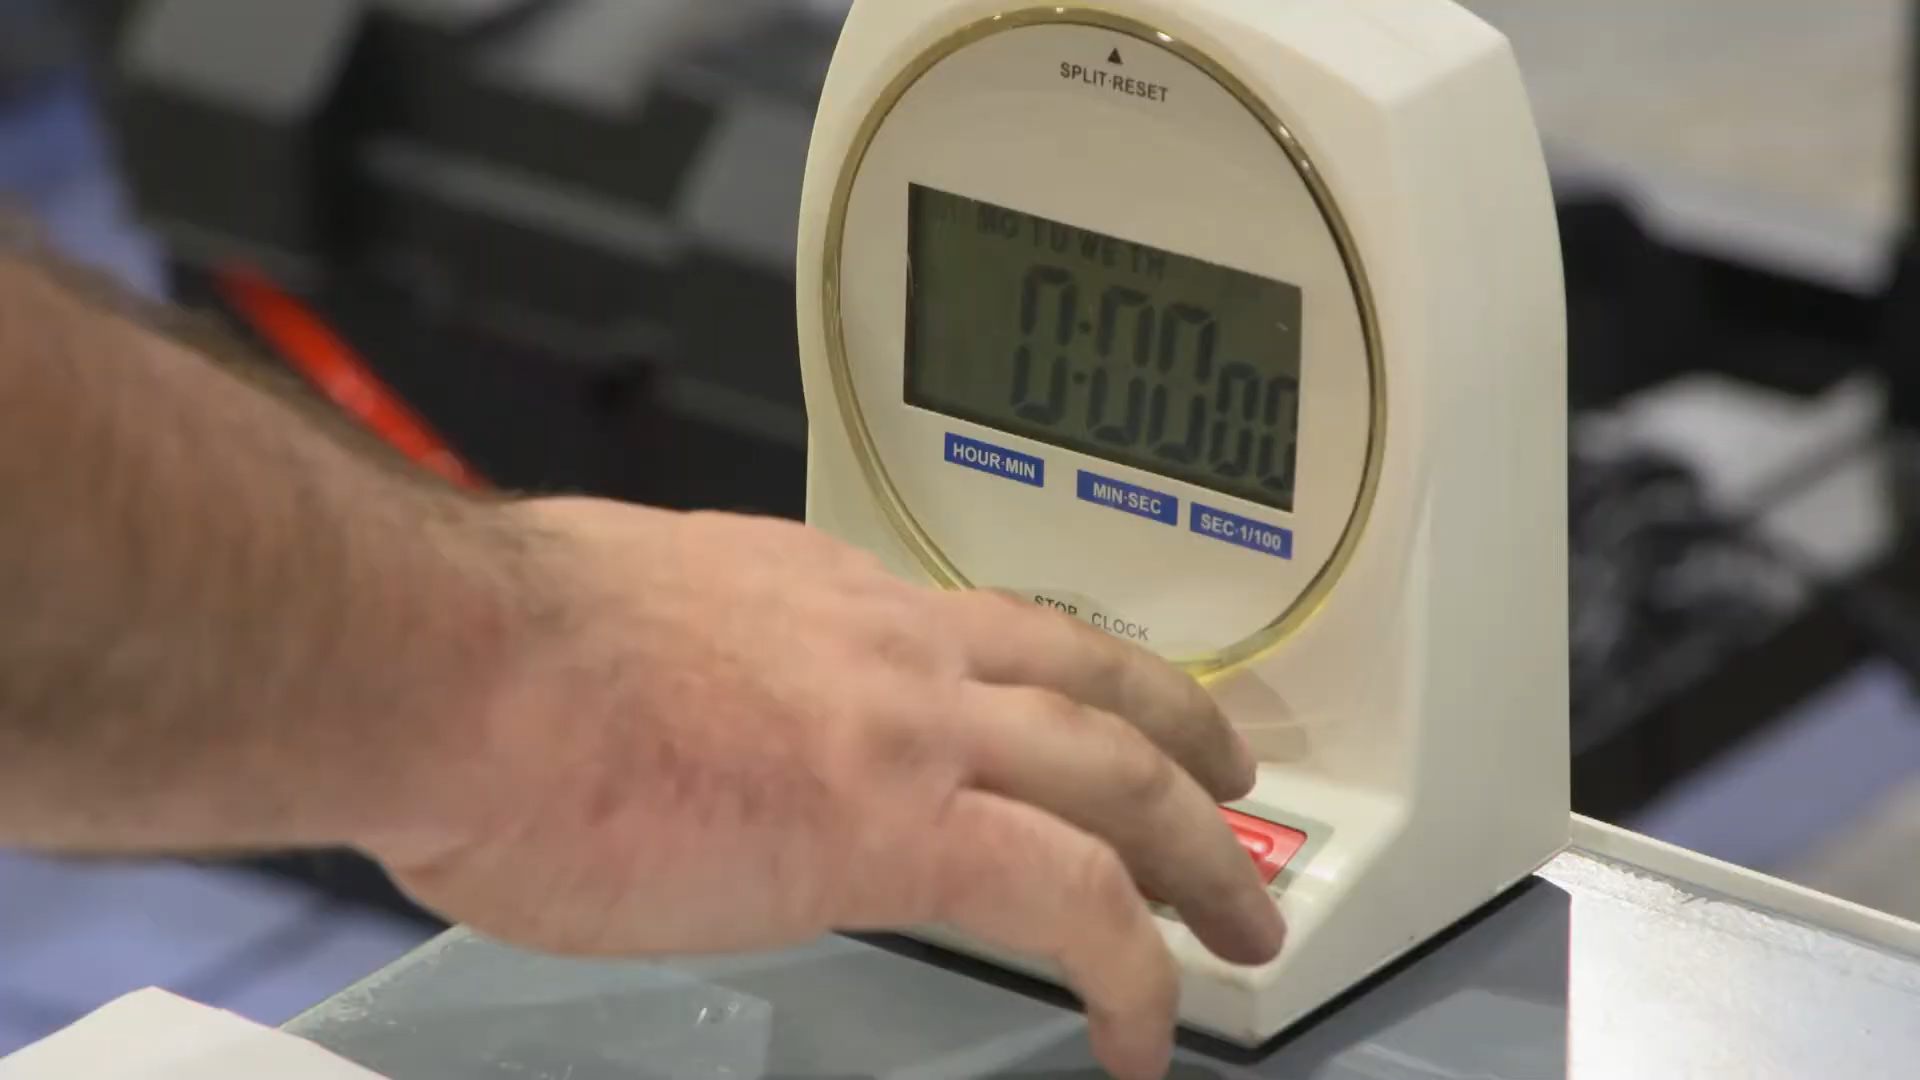 SPLIT·RESET
MO TU WE TH
0:00 00
HOUR·MIN
MIN·SEC
SEC·1/100
STOP CLOCK